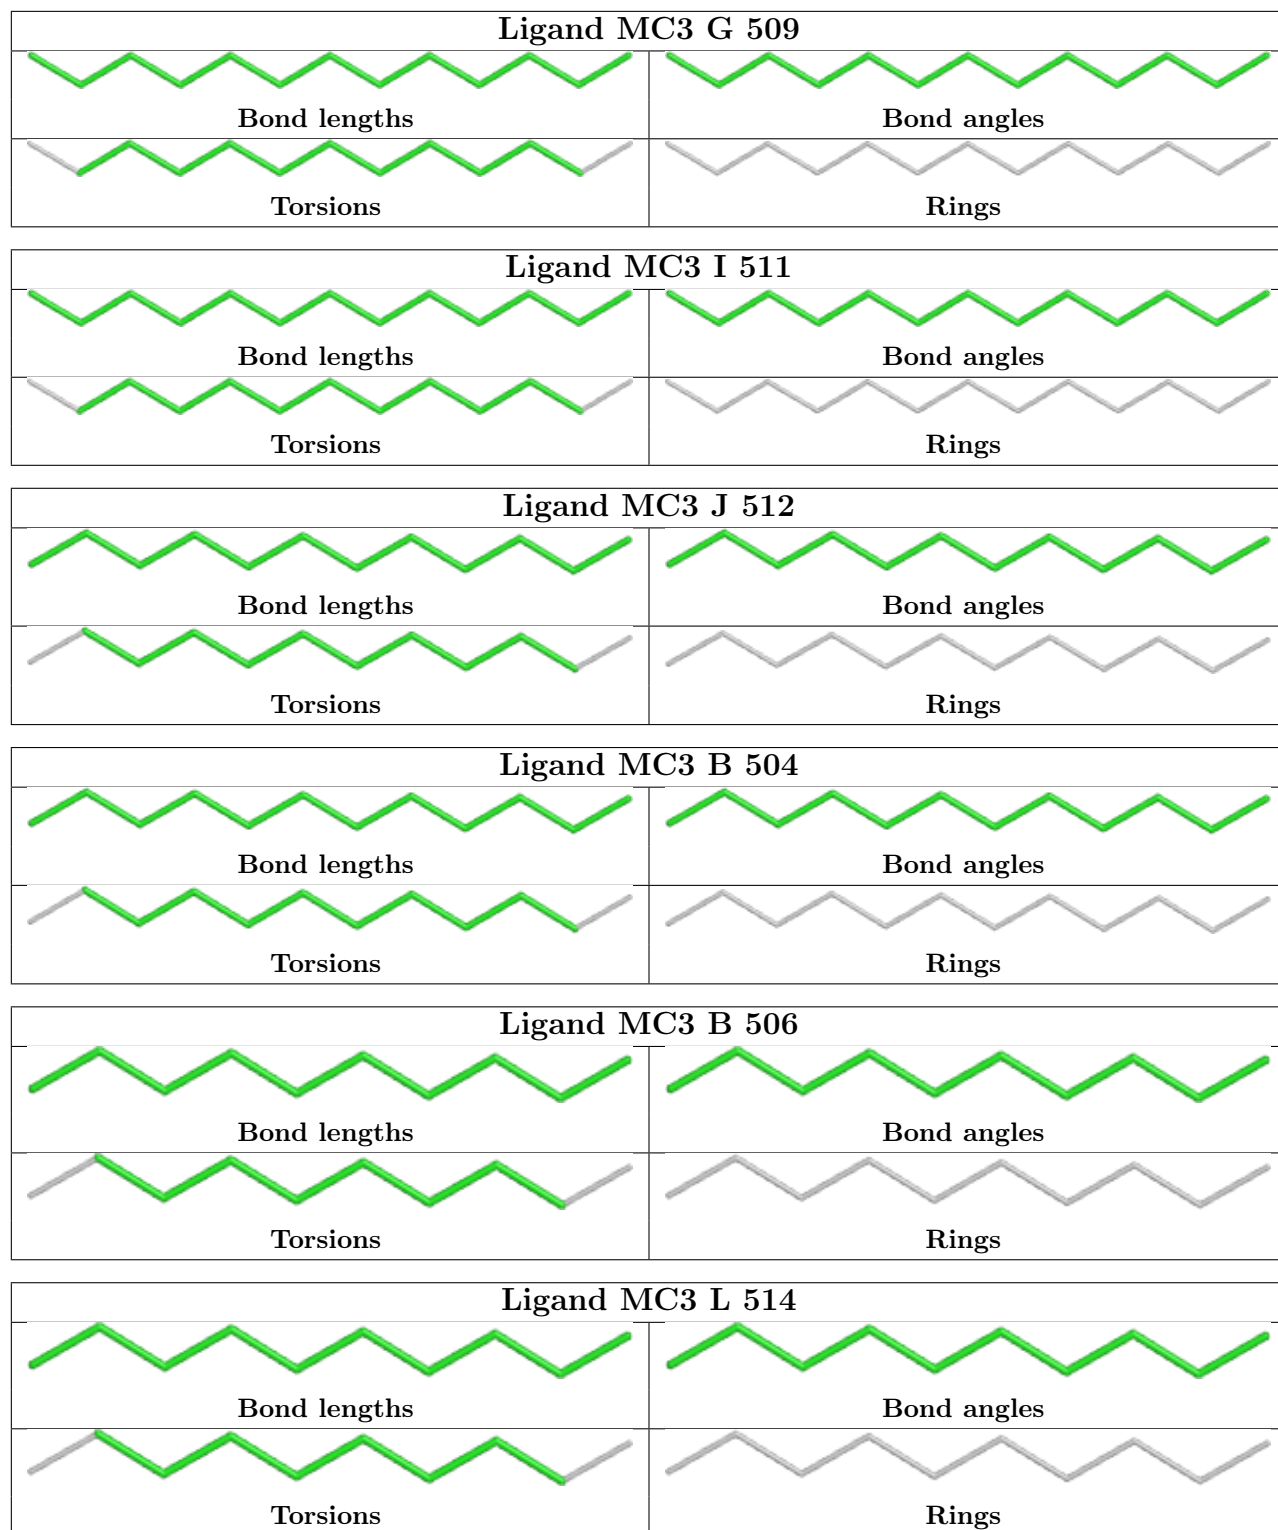 Ligand MC3 G 509
Bond lengths Bond angles
Torsions Rings
Ligand MC3 I 511
Bond lengths Bond angles
Torsions Rings
Ligand MC3 J 512
Bond lengths Bond angles
Torsions Rings
Ligand MC3 B 504
Bond lengths Bond angles
Torsions Rings
Ligand MC3 B 506
Bond lengths Bond angles
Torsions Rings
Ligand MC3 L 514
Bond lengths Bond angles
Torsions Rings